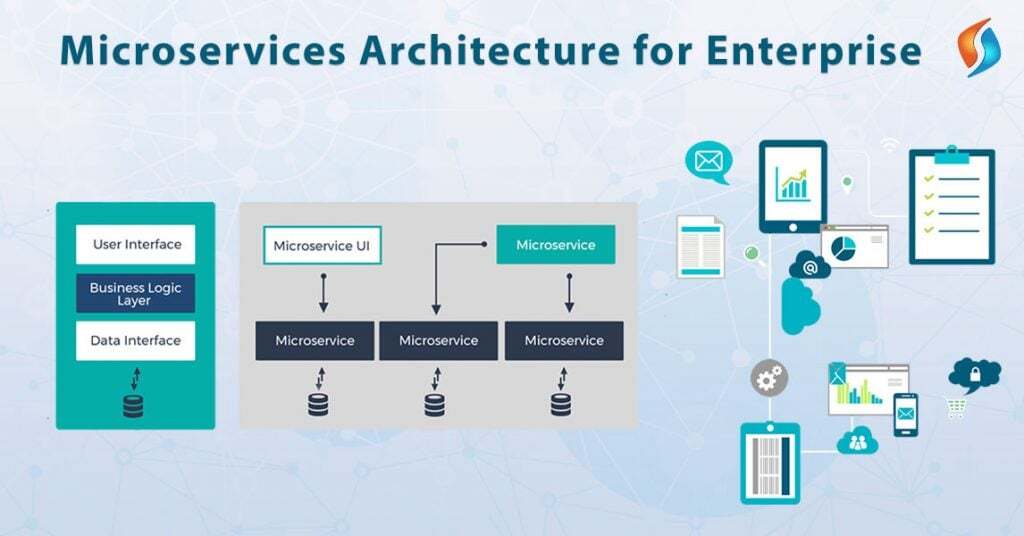 Microservices Architecture for Enterprise
User Interface
Business Logic
Layer
Data Interface
Microservice UI
Microservice
Microservice
Microservice
Microservice
@